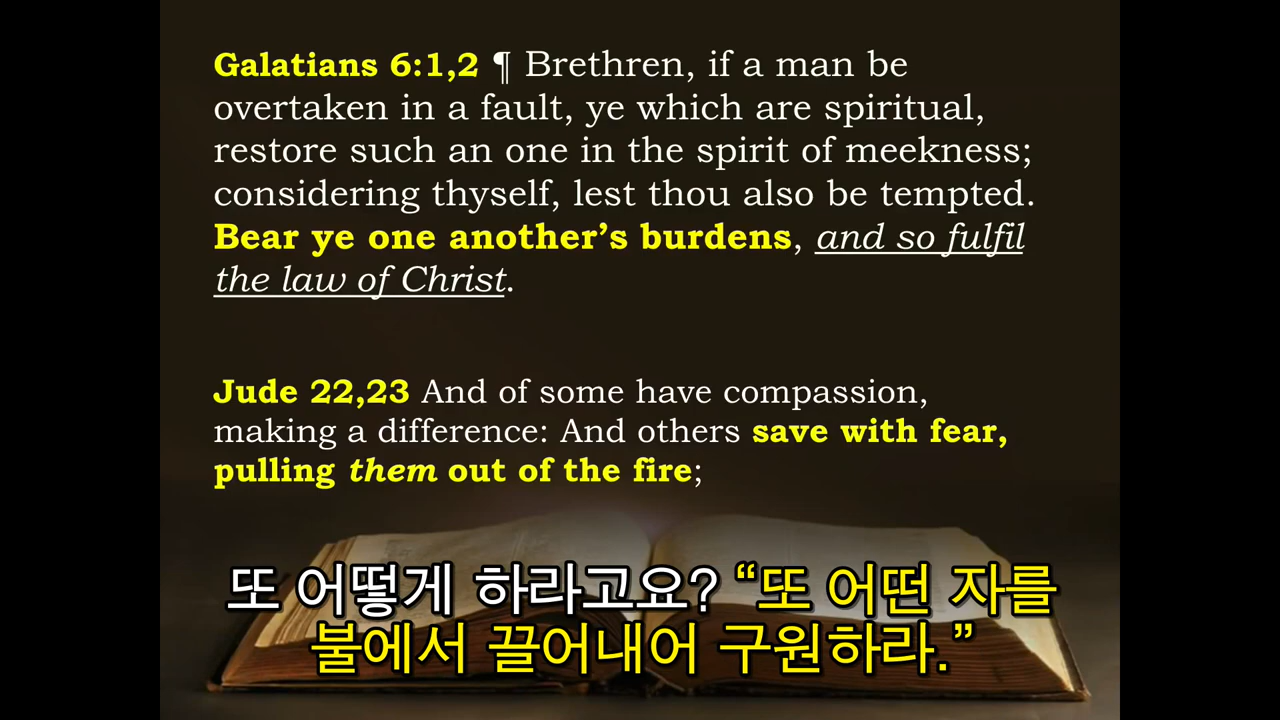 Galatians 6:1,2 ¶ Brethren, if a man be
overtaken in a fault, ye which are spiritual,
restore such an one in the spirit of meekness;
considering thyself, lest thou also be tempted.
Bear ye one another’s burdens, and so fulfil
the law of Christ.
Jude 22,23 And of some have compassion,
making a difference: And others save with fear,
pulling them out of the fire;
또 어떻게 하라고요? “또 어떤 자를
불에서 끌어내어 구원하라.”